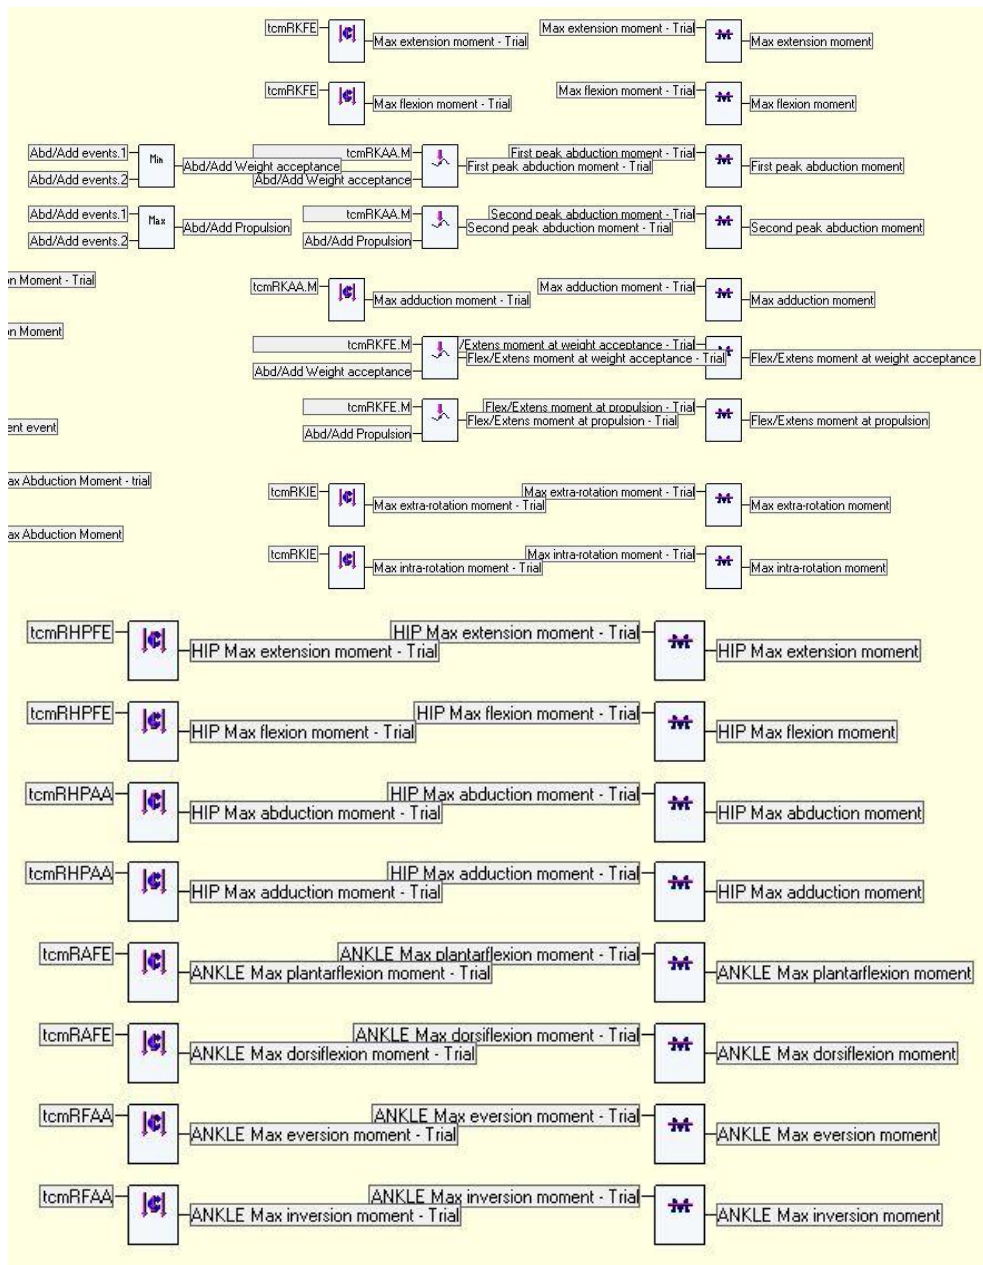 tcmRKFE
Max extension moment - Trial
Max extension moment - Trial
Max extension moment
tcmRKFE
Max flexion moment - Trial
Max flexion moment - Trial
Max flexion moment
Abd/Add events.1
Abd/Add events.2
Min
Abd/Add Weight acceptance
tcmRKAA.M
Abd/Add Weight acceptance
First peak abduction moment - Trial
First peak abduction moment - Trial
First peak abduction moment
Abd/Add events.1
Abd/Add events.2
Max
Abd/Add Propulsion
tcmRKAA.M
Abd/Add Propulsion
Second peak abduction moment - Trial
Second peak abduction moment - Trial
Second peak abduction moment
on Moment - Trial
tcmRKAA.M
Max adduction moment - Trial
Max adduction moment - Trial
Max adduction moment
on Moment
tcmRKFE.M
Abd/Add Weight acceptance
/Extens moment at weight acceptance - Trial
Flex/Extens moment at weight acceptance - Trial
Flex/Extens moment at weight acceptance
ent event
tcmRKFE.M
Abd/Add Propulsion
Flex/Extens moment at propulsion - Trial
Flex/Extens moment at propulsion - Trial
Flex/Extens moment at propulsion
ax Abduction Moment - trial
tcmRKIE
Max extra-rotation moment - Trial
Max extra-rotation moment - Trial
Max extra-rotation moment
ax Abduction Moment
tcmRKIE
Max intra-rotation moment - Trial
Max intra-rotation moment - Trial
Max intra-rotation moment
tcmRHPFE
HIP Max extension moment - Trial
HIP Max extension moment - Trial
HIP Max extension moment
tcmRHPFE
HIP Max flexion moment - Trial
HIP Max flexion moment - Trial
HIP Max flexion moment
tcmRHPAA
HIP Max abduction moment - Trial
HIP Max abduction moment - Trial
HIP Max abduction moment
tcmRHPAA
HIP Max adduction moment - Trial
HIP Max adduction moment - Trial
HIP Max adduction moment
tcmRAFE
ANKLE Max plantarflexion moment - Trial
ANKLE Max plantarflexion moment - Trial
ANKLE Max plantarflexion moment
tcmRAFE
ANKLE Max dorsiflexion moment - Trial
ANKLE Max dorsiflexion moment - Trial
ANKLE Max dorsiflexion moment
tcmRFAA
ANKLE Max eversion moment - Trial
ANKLE Max eversion moment - Trial
ANKLE Max eversion moment
tcmRFAA
ANKLE Max inversion moment - Trial
ANKLE Max inversion moment - Trial
ANKLE Max inversion moment